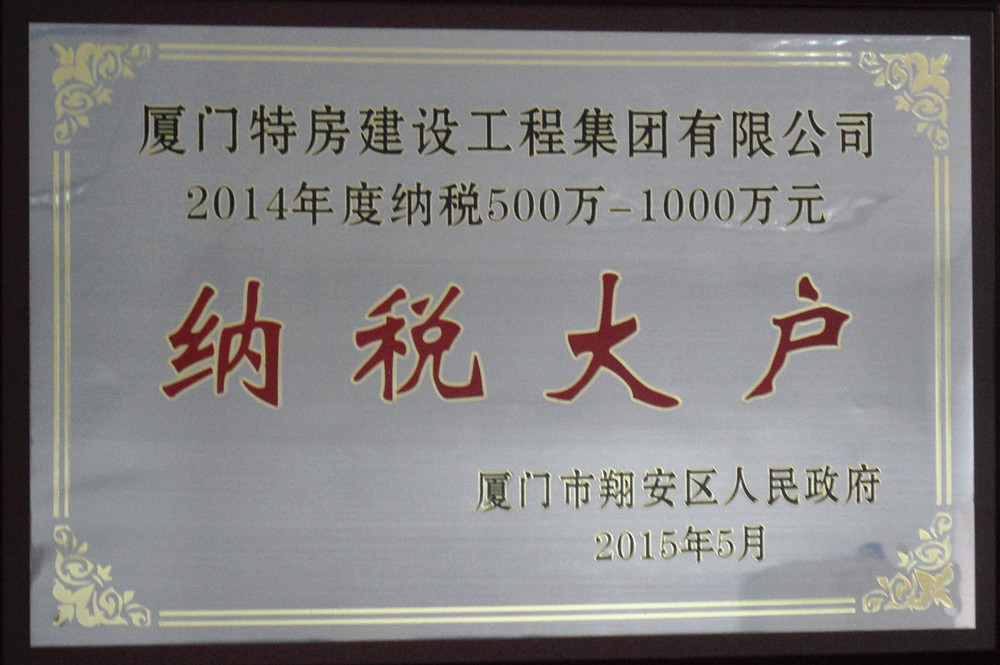 厦门特房建设工程集团有限公司
2014年度纳税500万-1000万元
纳税大户
厦门市翔安区人民政府
2015年5月